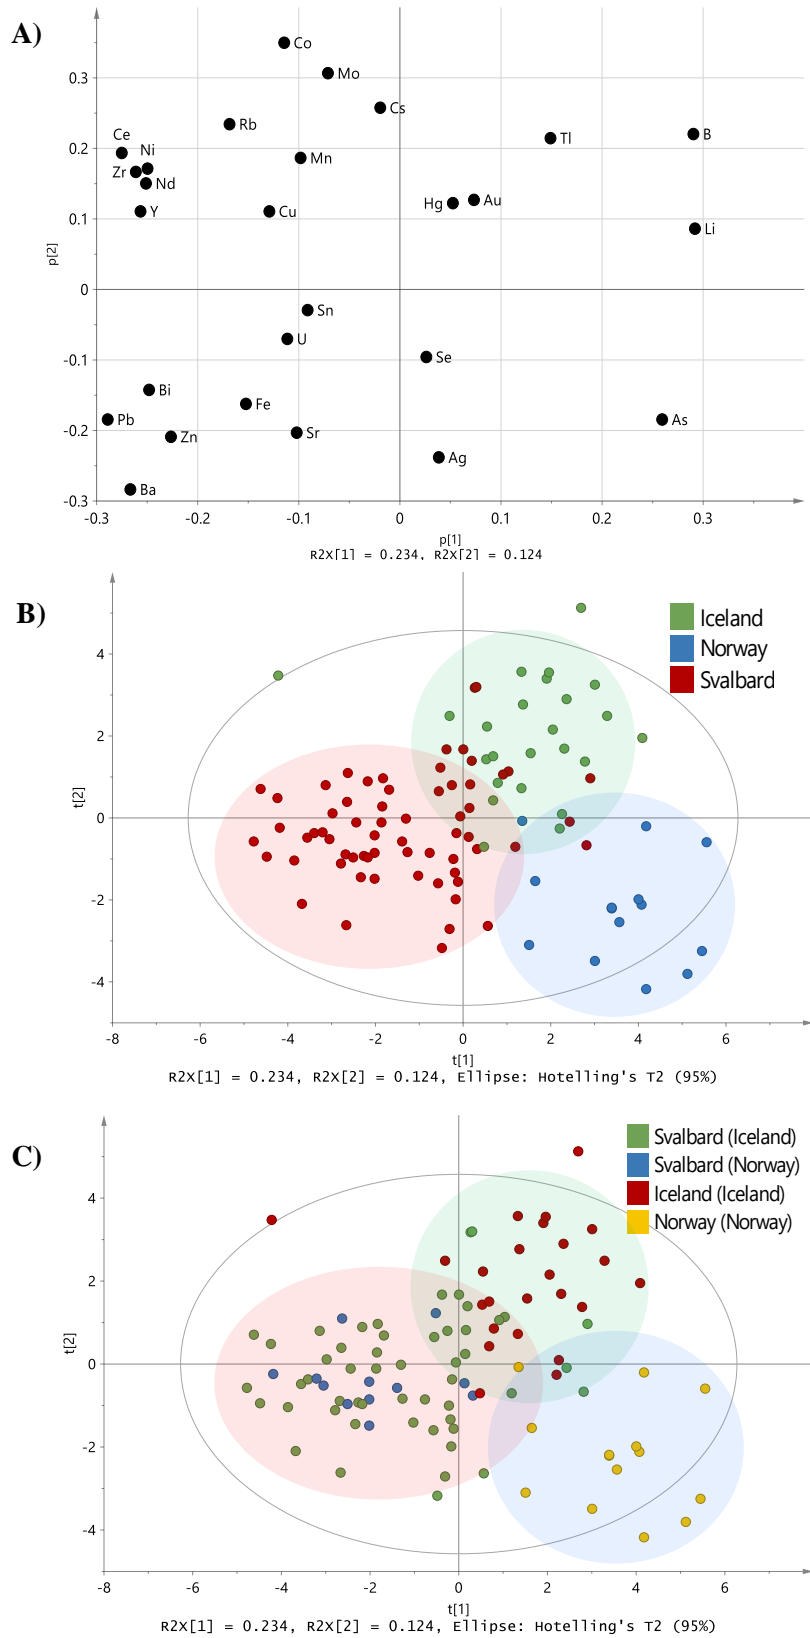 A)
Co
Mo
0.3
Cs
Rb
Tl
B
Ce
Ni
0.2
Mn
Zr
Nd
Hg
Au
Y
Cu
0.1
Li
p[2]
0
Sn
U
Se
-0.1
Bi
Fe
Pb
As
Zn
Sr
-0.2
Ag
Ba
-0.3
-0.3 -0.2 -0.1 0 0.1 0.2 0.3
p[1]
R2X[1] = 0.234, R2X[2] = 0.124
B)
Iceland
Norway
Svalbard
4
2
t[2]
0
-2
-4
-8 -6 -4 -2 0 2 4 6
t[1]
R2X[1] = 0.234, R2X[2] = 0.124, Ellipse: Hotelling's T2 (95%)
C)
Svalbard (Iceland)
Svalbard (Norway)
Iceland (Iceland)
Norway (Norway)
4
2
t[2]
0
-2
-4
-8 -6 -4 -2 0 2 4 6
t[1]
R2X[1] = 0.234, R2X[2] = 0.124, Ellipse: Hotelling's T2 (95%)